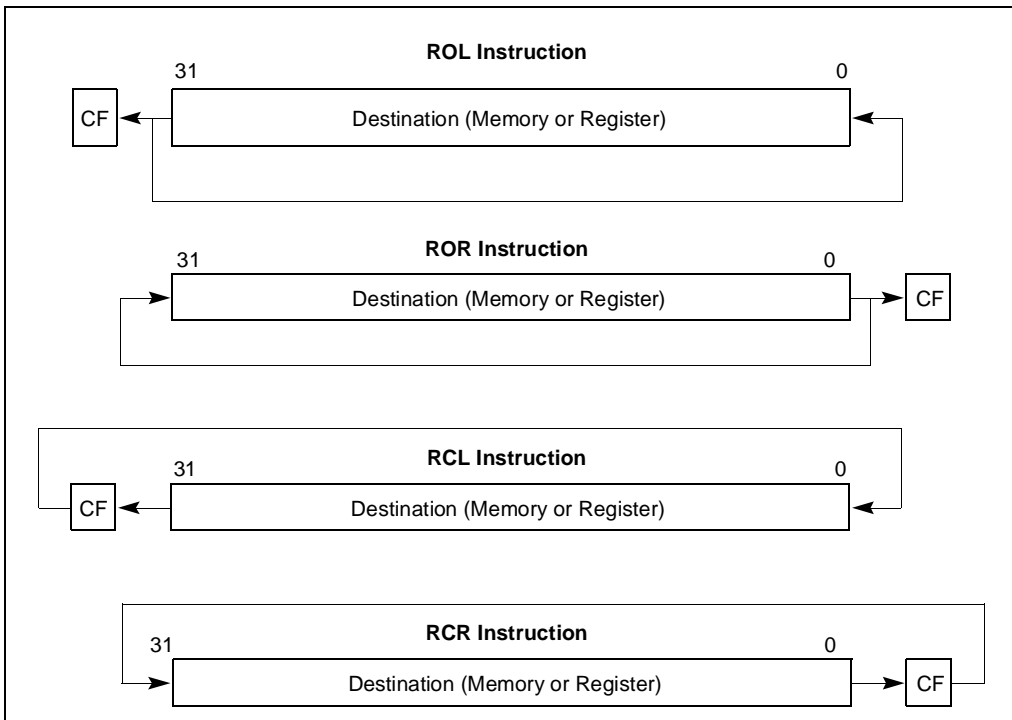 ROL Instruction
31 0
CF Destination (Memory or Register)
ROR Instruction
31 0
Destination (Memory or Register) CF
RCL Instruction
31 0
CF Destination (Memory or Register)
RCR Instruction
31 0
Destination (Memory or Register) CF